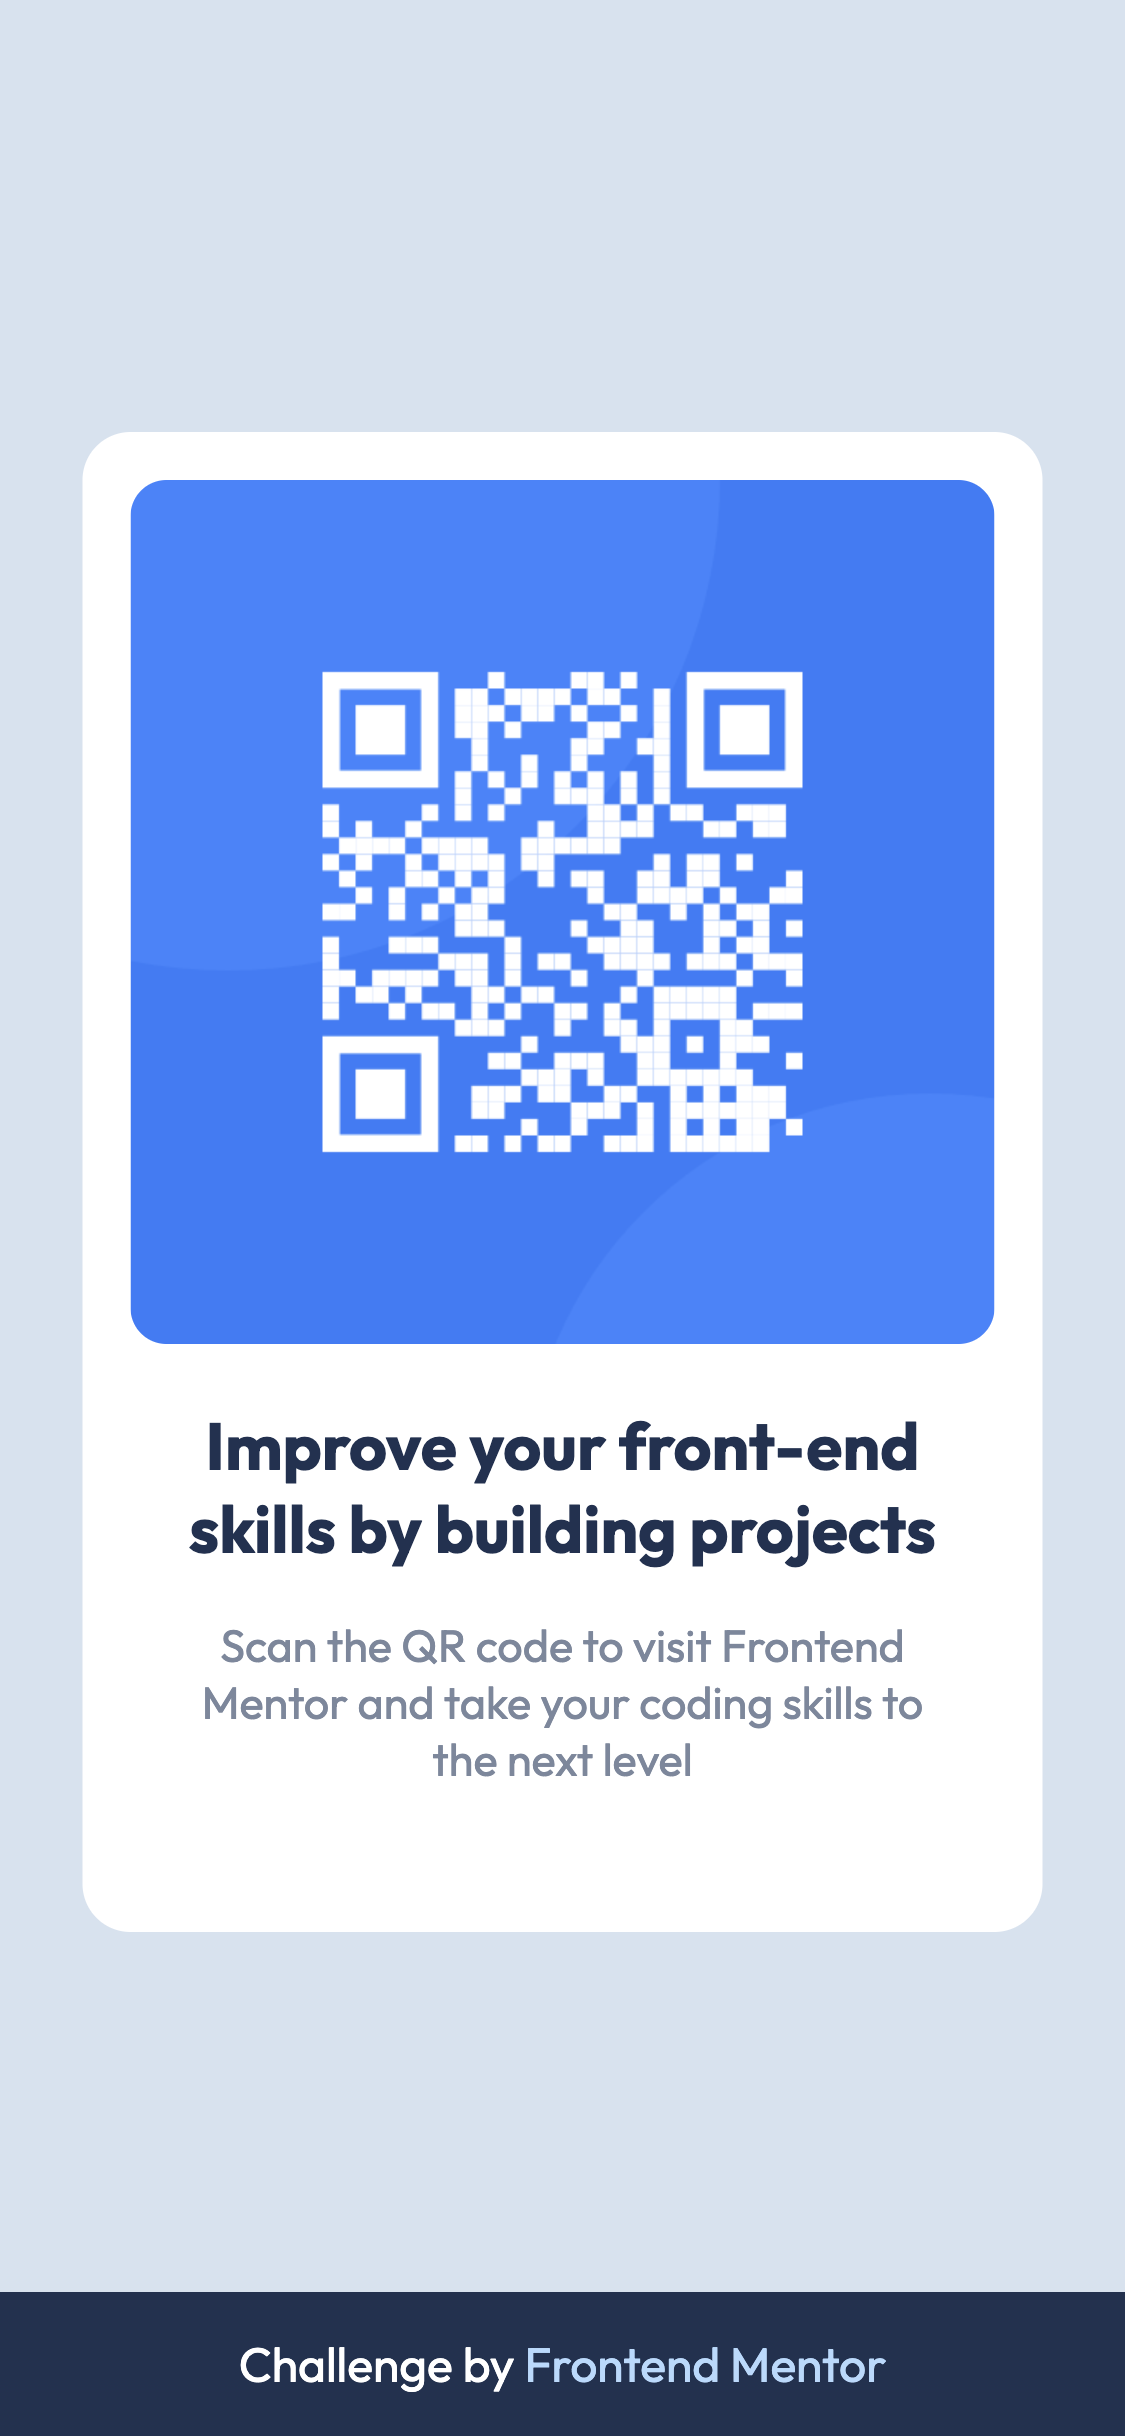 Improve your front-end
skills by building projects
Scan the QR code to visit Frontend
Mentor and take your coding skills to
the next level
Challenge by Frontend Mentor